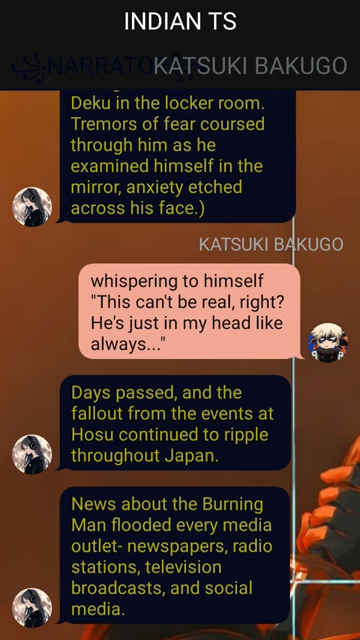 INDIAN TS
NARRATO
KATSUKI BAKUGO
Deku in the locker room.
Tremors of fear coursed
through him as he
examined himself in the
mirror, anxiety etched
across his face.)
KATSUKI BAKUGO
whispering to himself
"This can't be real, right?
He's just in my head like
always..."
Days passed, and the
fallout from the events at
Hosu continued to ripple
throughout Japan.
News about the Burning
Man flooded every media
outlet- newspapers, radio
stations, television
broadcasts, and social
media.